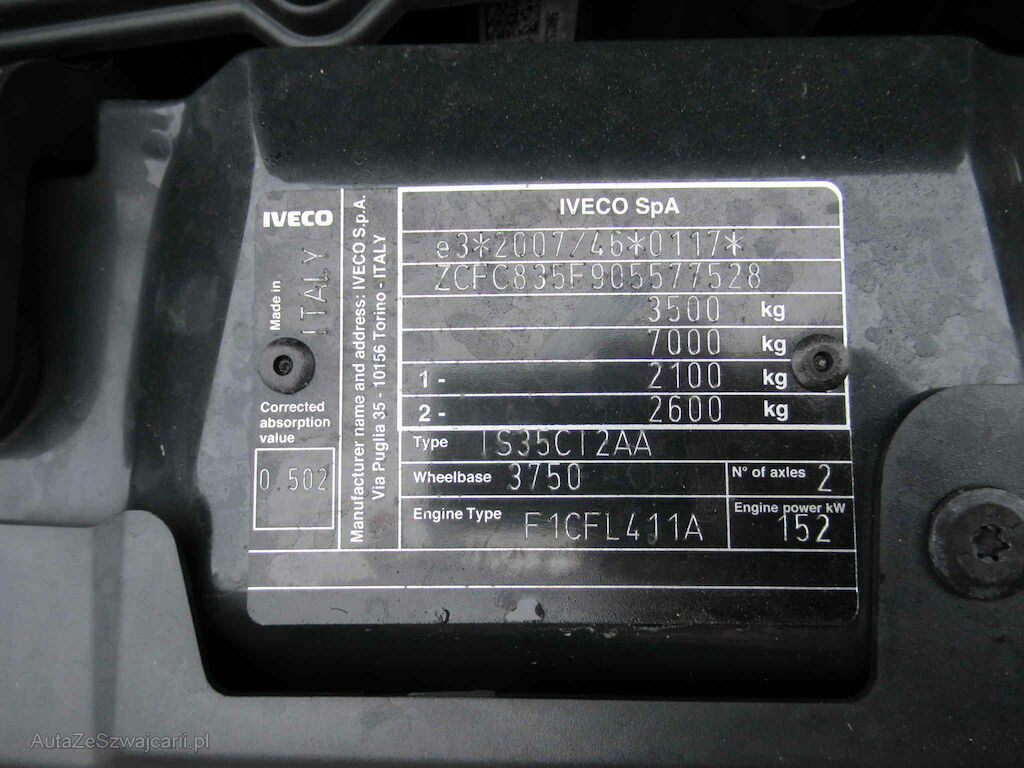 IVECO
Made in
ITALY
Corrected
absorption
value
0.502
Manufacturer name and address: IVECO S.p.A.
Via Puglia 35 - 10156 Torino - ITALY
IVECO SpA
e3*2007/46*0117*
ZCFC835F905577528
3500 kg
7000 kg
1- 2100 kg
2- 2600 kg
Type IS35CI2AA
Wheelbase 3750
N° of axles 2
Engine Type F1CFL411A
Engine power kW
152
AutaZeSzwajcarii.pl